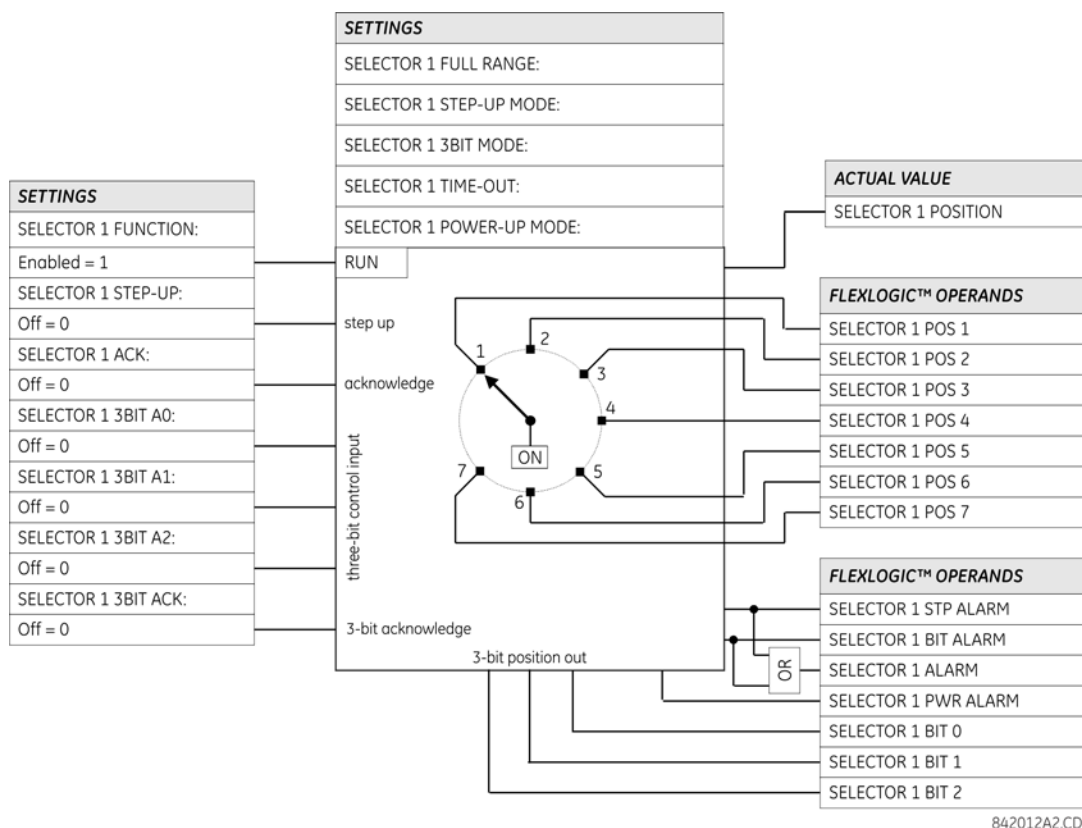 SETTINGS
SELECTOR 1 FULL RANGE:
SELECTOR 1 STEP-UP MODE:
SELECTOR 1 3BIT MODE:
SELECTOR 1 TIME-OUT:
SELECTOR 1 POWER-UP MODE:
SETTINGS
SELECTOR 1 FUNCTION:
Enabled = 1
SELECTOR 1 STEP-UP:
Off = 0
SELECTOR 1 ACK:
Off = 0
SELECTOR 1 3BIT A0:
Off = 0
SELECTOR 1 3BIT A1:
Off = 0
SELECTOR 1 3BIT A2:
Off = 0
SELECTOR 1 3BIT ACK:
Off = 0
RUN
step up
acknowledge
three-bit control input
3-bit acknowledge
3-bit position out
1
2
3
4
5
6
7
ON
ACTUAL VALUE
SELECTOR 1 POSITION
FLEXLOGIC™ OPERANDS
SELECTOR 1 POS 1
SELECTOR 1 POS 2
SELECTOR 1 POS 3
SELECTOR 1 POS 4
SELECTOR 1 POS 5
SELECTOR 1 POS 6
SELECTOR 1 POS 7
FLEXLOGIC™ OPERANDS
SELECTOR 1 STP ALARM
SELECTOR 1 BIT ALARM
OR
SELECTOR 1 ALARM
SELECTOR 1 PWR ALARM
SELECTOR 1 BIT 0
SELECTOR 1 BIT 1
SELECTOR 1 BIT 2
842012A2.CD